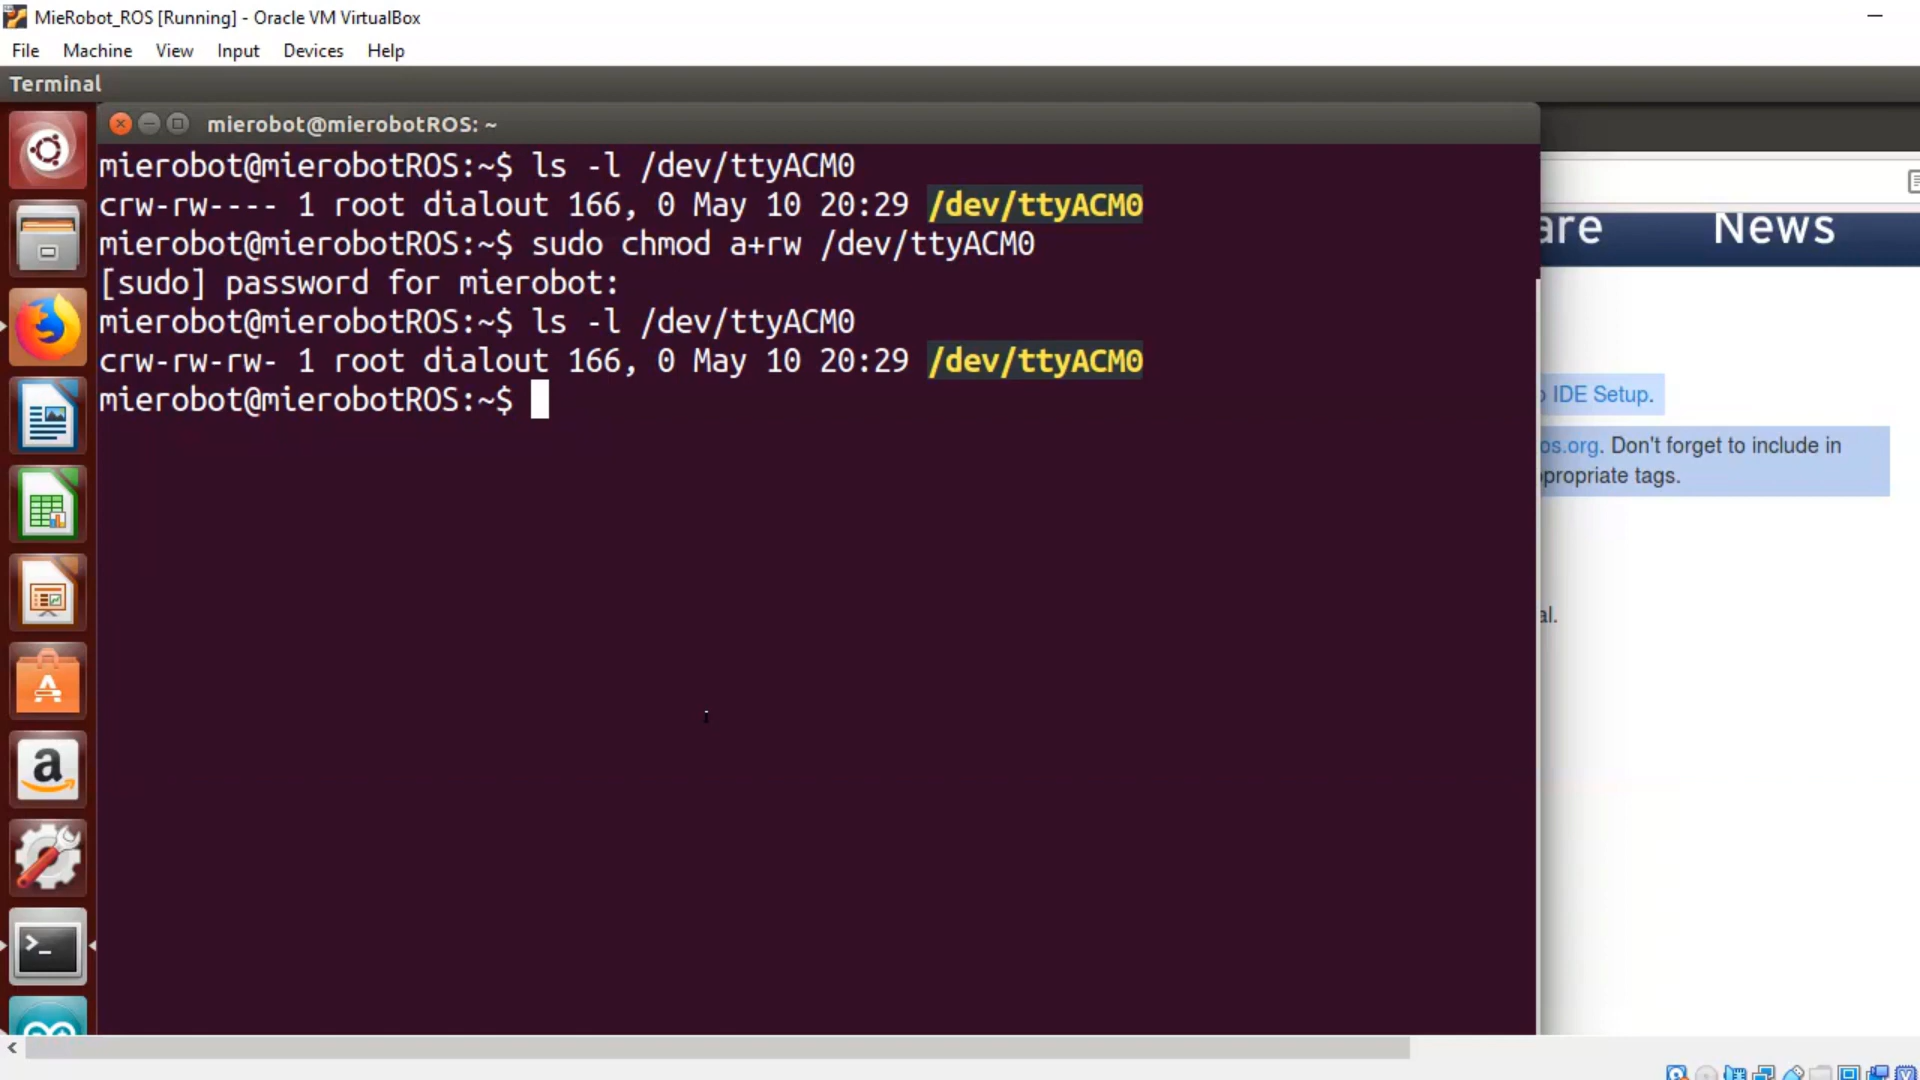 MieRobot_ROS [Running] - Oracle VM VirtualBox
File Machine View Input Devices Help
Terminal
mierobot@mierobotROS: ~
mierobot@mierobotROS:~$ ls -l /dev/ttyACM0
crw-rw---- 1 root dialout 166, 0 May 10 20:29 /dev/ttyACM0
mierobot@mierobotROS:~$ sudo chmod a+rw /dev/ttyACM0
[sudo] password for mierobot:
mierobot@mierobotROS:~$ ls -l /dev/ttyACM0
crw-rw-rw- 1 root dialout 166, 0 May 10 20:29 /dev/ttyACM0
mierobot@mierobotROS:~$
are News
IDE Setup.
os.org. Don't forget to include in
propriate tags.
al.